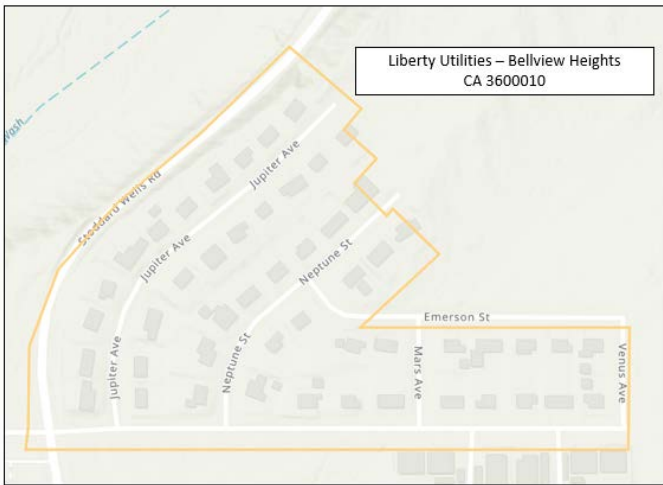 Liberty Utilities – Bellview Heights
CA 3600010
Wash
Stoddard Wells Rd
Jupiter Ave
Jupiter Ave
Neptune St
Emerson St
Jupiter Ave
Neptune St
Mars Ave
Venus Ave